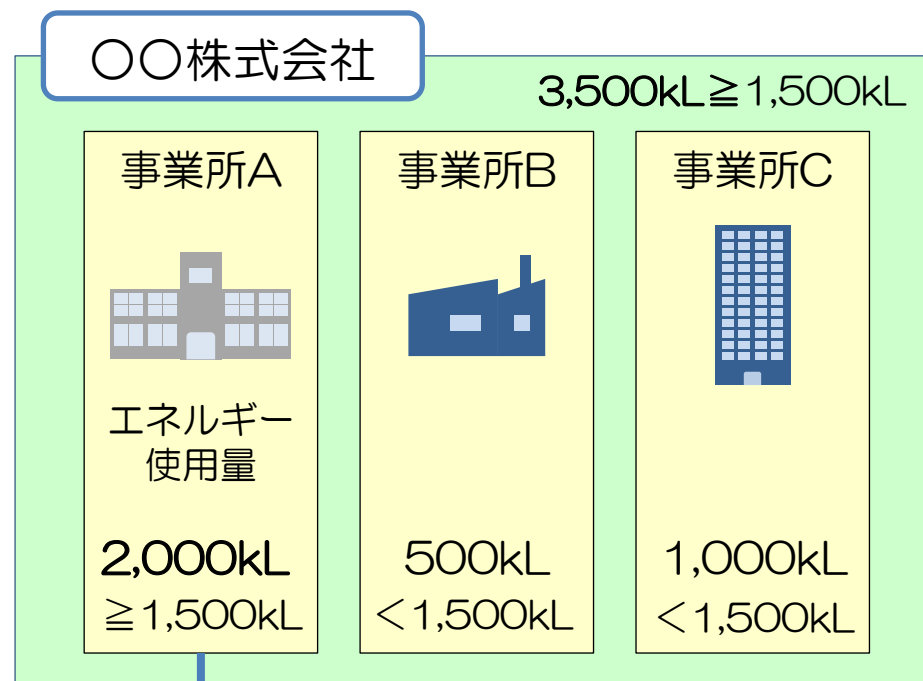 〇〇株式会社
3,500kL≧1,500kL
事業所A
エネルギー
使用量
2,000kL
≧1,500kL
事業所B
500kL
＜1,500kL
事業所C
1,000kL
＜1,500kL